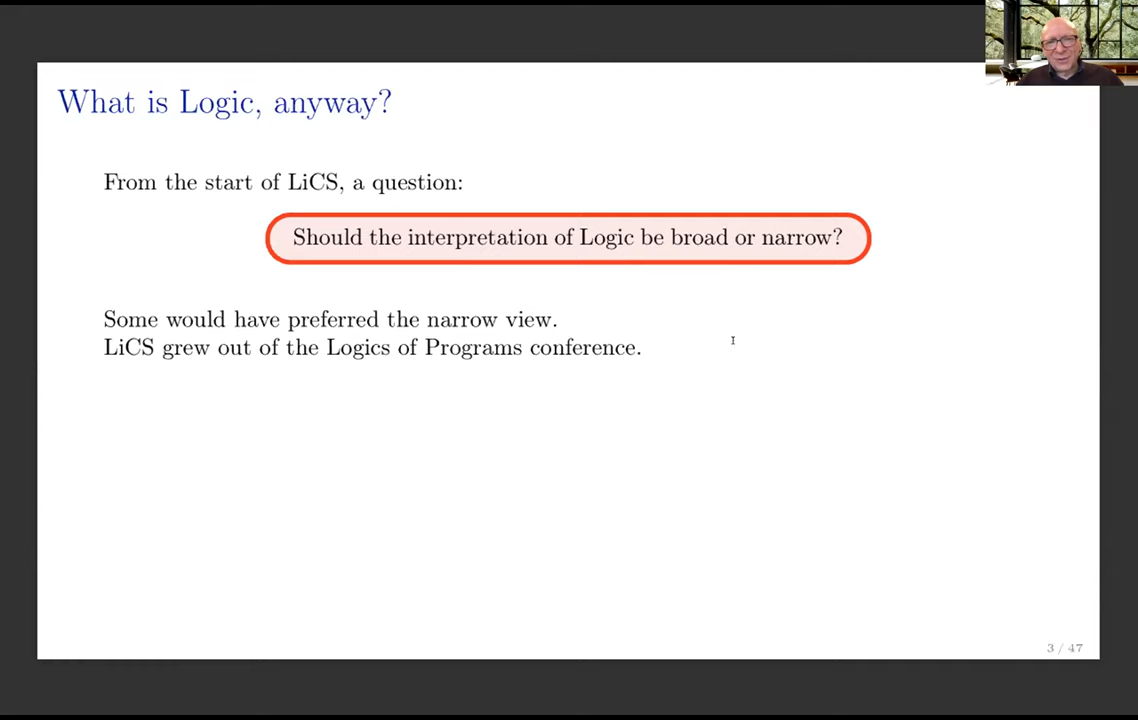 What is Logic, anyway?
From the start of LiCS, a question:
Should the interpretation of Logic be broad or narrow?
Some would have preferred the narrow view.
LiCS grew out of the Logics of Programs conference.
3 / 47